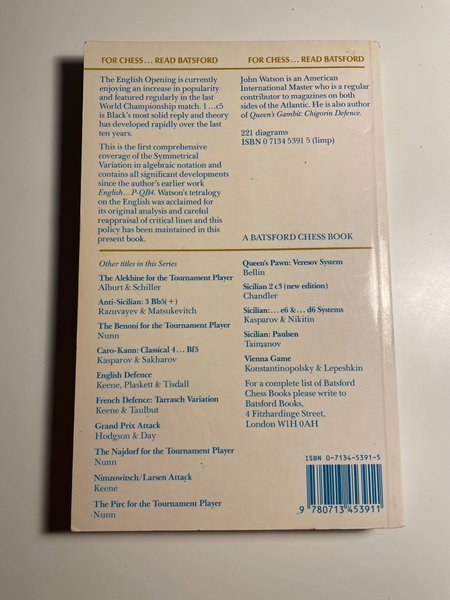 FOR CHESS... READ BATSFORD
The English Opening is currently
enjoying an increase in popularity
and featured regularly in the last
World Championship match. 1...c5
is Black's most solid reply and theory
has developed rapidly over the last
ten years.
This is the first comprehensive
coverage of the Symmetrical
Variation in algebraic notation and
contains all significant developments
since the author's earlier work
English...P-QB4. Watson's tetralogy
on the English was acclaimed for
its original analysis and careful
reappraisal of critical lines and this
policy has been maintained in this
present book.
FOR CHESS... READ BATSFORD
John Watson is an American
International Master who is a regular
contributor to magazines on both
sides of the Atlantic. He is also author
of Queen's Gambit: Chigorin Defence.
221 diagrams
ISBN 0 7134 5391 5 (limp)
A BATSFORD CHESS BOOK
Other titles in this Series
The Alekhine for the Tournament Player
Alburt & Schiller
Anti-Sicilian: 3 Bb5(+)
Razuvayev & Matsukevitch
The Benoni for the Tournament Player
Nunn
Caro-Kann: Classical 4... Bf5
Kasparov & Sakharov
English Defence
Keene, Plaskett & Tisdall
French Defence: Tarrasch Variation
Keene & Taulbut
Grand Prix Attack
Hodgson & Day
The Najdorf for the Tournament Player
Nunn
Nimzowitsch/Larsen Attack
Keene
The Pirc for the Tournament Player
Nunn
Queen's Pawn: Veresov System
Bellin
Sicilian 2 c3 (new edition)
Chandler
Sicilian:... e6 &... d6 Systems
Kasparov & Nikitin
Sicilian: Paulsen
Taimanov
Vienna Game
Konstantinopolsky & Lepeshkin
For a complete list of Batsford
Chess Books please write to
Batsford Books,
4 Fitzhardinge Street,
London W1H 0AH
ISBN 0-7134-5391-5
9 780713 453911